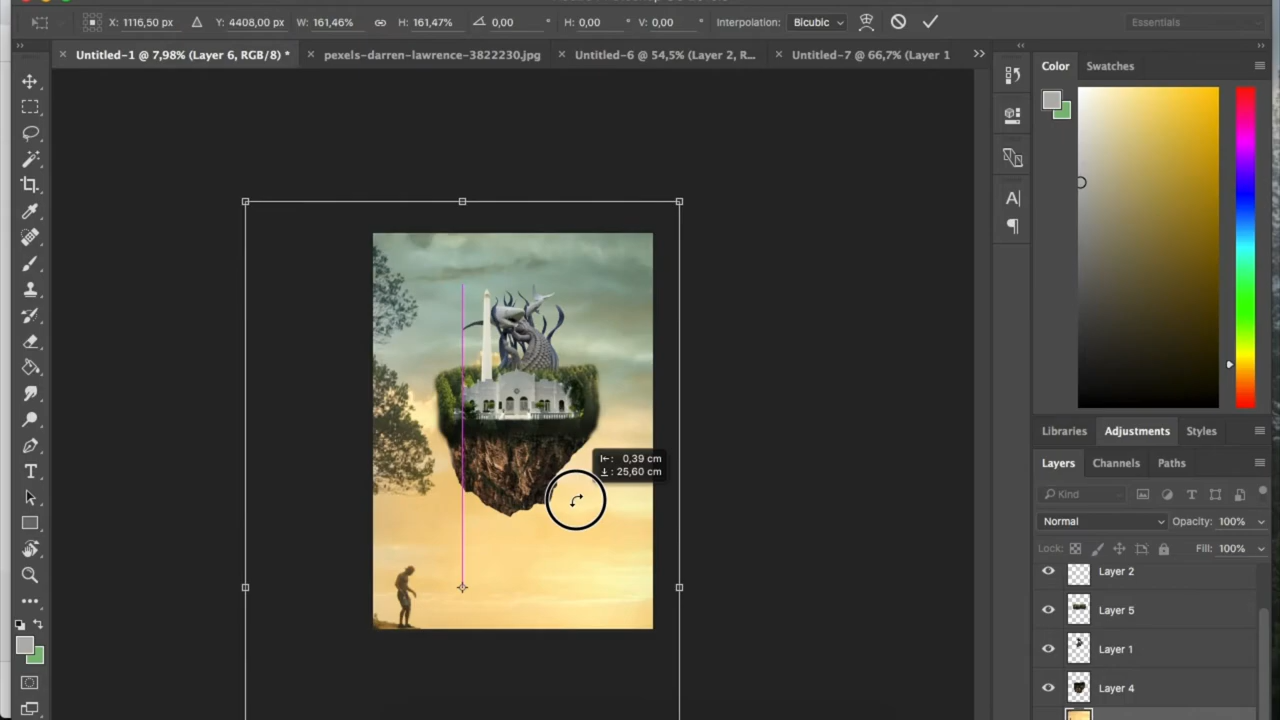 X: 1116,50 px
Y: 4408,00 px
W: 161,46%
H: 161,47%
0,00 °
H: 0,00 °
V: 0,00 °
Interpolation: Bicubic
Essentials
Untitled-1 @ 7,98% (Layer 6, RGB/8) *
pexels-darren-lawrence-3822230.jpg
Untitled-6 @ 54,5% (Layer 2, R...
Untitled-7 @ 66,7% (Layer 1
Color
Swatches
Libraries
Adjustments
Styles
Layers
Channels
Paths
Kind
Normal
Opacity: 100%
Lock:
Fill: 100%
Layer 2
Layer 5
Layer 1
Layer 4
0,39 cm
25,60 cm